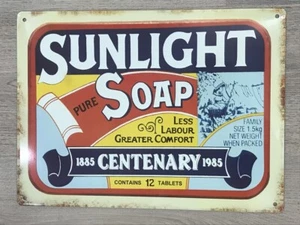 SUNLIGHT
PURE SOAP
LESS
LABOUR
GREATER COMFORT
FAMILY
SIZE 1.5kg
NET WEIGHT
WHEN PACKED
1885 CENTENARY 1985
CONTAINS 12 TABLETS